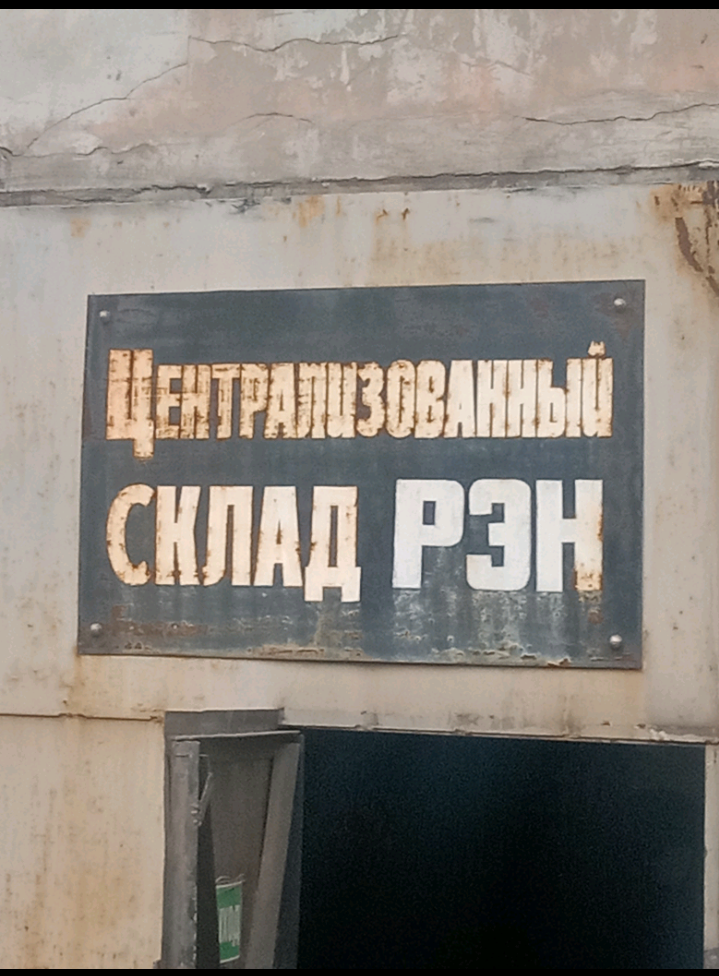 Централизованный
склад РЭН